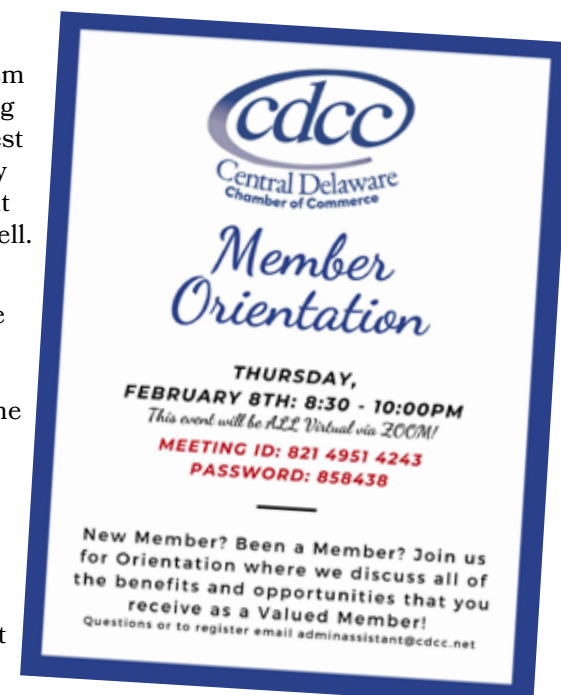 m
g
est
y
t
ell.
e
ne
t
cdcc
Central Delaware
Chamber of Commerce
Member
Orientation
THURSDAY,
FEBRUARY 8TH: 8:30 - 10:00PM
This event will be ALL Virtual via ZOOM!
MEETING ID: 821 4951 4243
PASSWORD: 858438
New Member? Been a Member? Join us
for Orientation where we discuss all of
the benefits and opportunities that you
receive as a Valued Member!
Questions or to register email adminassistant@cdcc.net